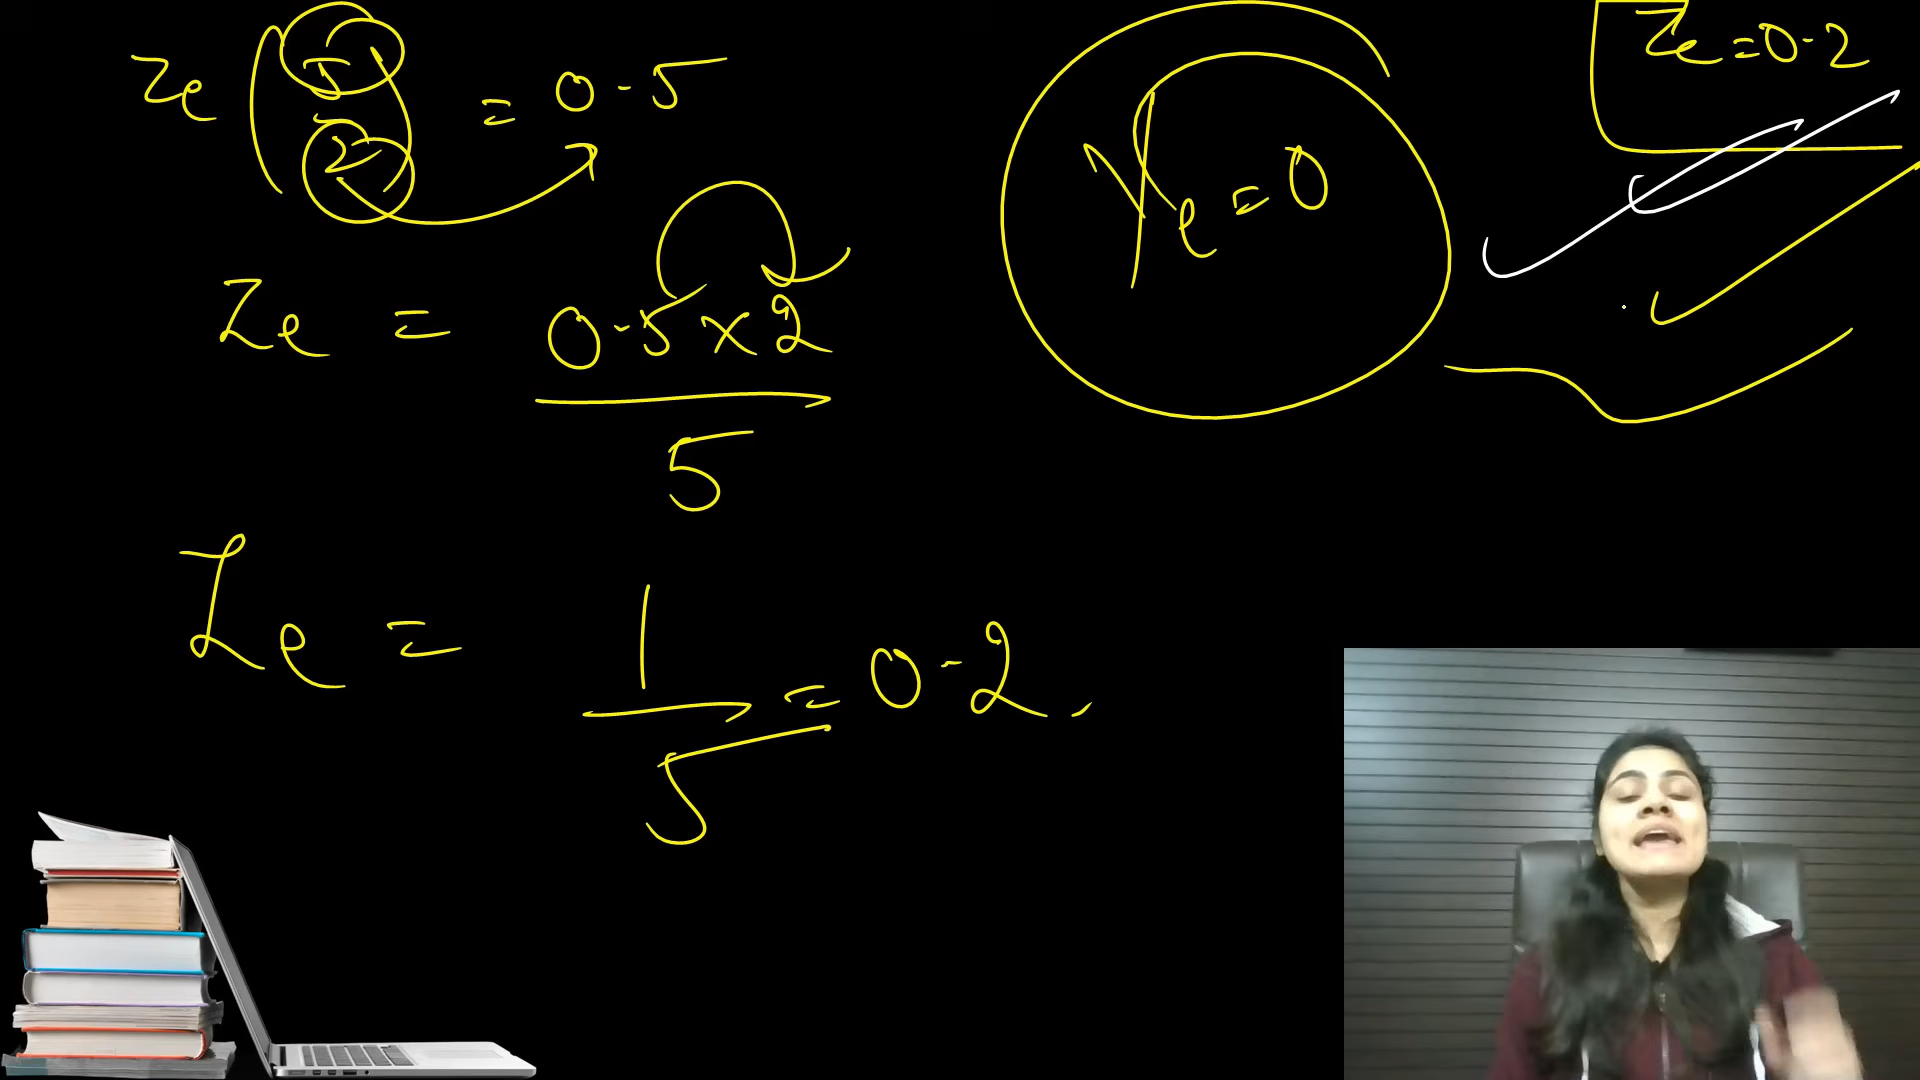 Ze (5/2) = 0.5
Ze = 0.5 x 2 / 5
Ze = 1/5 = 0.2
Ye = 0
Ze = 0.2